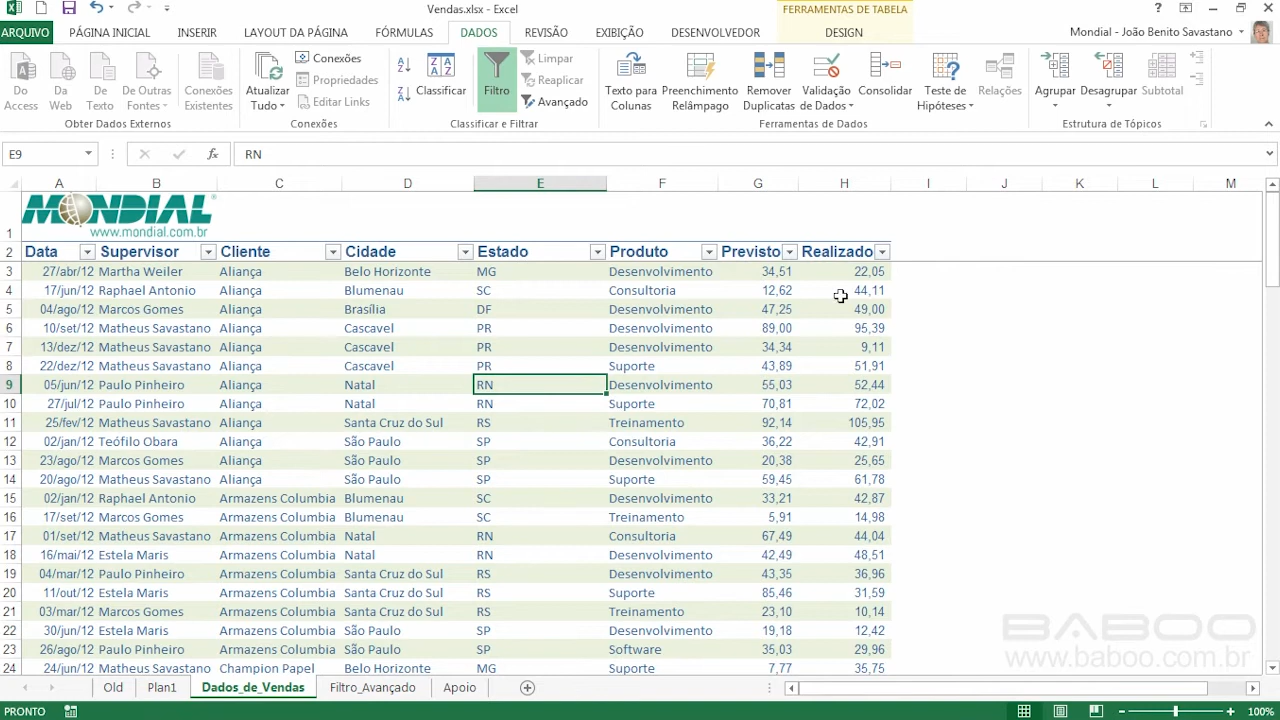 Vendas.xlsx - Excel
FERRAMENTAS DE TABELA
ARQUIVO PÁGINA INICIAL INSERIR LAYOUT DA PÁGINA FÓRMULAS DADOS REVISÃO EXIBIÇÃO DESENVOLVEDOR DESIGN Mondial - João Benito Savastano
Do Access
Da Web
De Texto
De Outras Fontes
Conexões Existentes
Obter Dados Externos
Atualizar Tudo
Conexões
Propriedades
Editar Links
Conexões
Classificar
Filtro
Limpar
Reaplicar
Avançado
Classificar e Filtrar
Texto para Colunas
Preenchimento Relâmpago
Remover Duplicatas
Validação de Dados
Consolidar
Teste de Hipóteses
Relações
Ferramentas de Dados
Agrupar
Desagrupar
Subtotal
Estrutura de Tópicos
E9 fx RN
A B C D E F G H I J K L M
MONDIAL
1 www.mondial.com.br
2 Data Supervisor Cliente Cidade Estado Produto Previsto Realizado
3 27/abr/12 Martha Weiler Aliança Belo Horizonte MG Desenvolvimento 34,51 22,05
4 17/jun/12 Raphael Antonio Aliança Blumenau SC Consultoria 12,62 44,11
5 04/ago/12 Marcos Gomes Aliança Brasília DF Desenvolvimento 47,25 49,00
6 10/set/12 Matheus Savastano Aliança Cascavel PR Desenvolvimento 89,00 95,39
7 13/dez/12 Matheus Savastano Aliança Cascavel PR Desenvolvimento 34,34 9,11
8 22/dez/12 Matheus Savastano Aliança Cascavel PR Suporte 43,89 51,91
9 05/jun/12 Paulo Pinheiro Aliança Natal RN Desenvolvimento 55,03 52,44
10 27/jul/12 Paulo Pinheiro Aliança Natal RN Suporte 70,81 72,02
11 25/fev/12 Matheus Savastano Aliança Santa Cruz do Sul RS Treinamento 92,14 105,95
12 02/jan/12 Teófilo Obara Aliança São Paulo SP Consultoria 36,22 42,91
13 23/ago/12 Marcos Gomes Aliança São Paulo SP Desenvolvimento 20,38 25,65
14 20/ago/12 Matheus Savastano Aliança São Paulo SP Suporte 59,45 61,78
15 02/jan/12 Raphael Antonio Armazens Columbia Blumenau SC Desenvolvimento 33,21 42,87
16 17/set/12 Marcos Gomes Armazens Columbia Blumenau SC Treinamento 5,91 14,98
17 01/set/12 Matheus Savastano Armazens Columbia Natal RN Consultoria 67,49 44,04
18 16/mai/12 Estela Maris Armazens Columbia Natal RN Desenvolvimento 42,49 48,51
19 04/mar/12 Paulo Pinheiro Armazens Columbia Santa Cruz do Sul RS Desenvolvimento 43,35 36,96
20 11/out/12 Estela Maris Armazens Columbia Santa Cruz do Sul RS Suporte 85,46 31,59
21 03/mar/12 Marcos Gomes Armazens Columbia Santa Cruz do Sul RS Treinamento 23,10 10,14
22 30/jun/12 Estela Maris Armazens Columbia São Paulo SP Desenvolvimento 19,18 12,42
23 26/ago/12 Paulo Pinheiro Armazens Columbia São Paulo SP Software 35,03 29,96
24 24/jun/12 Matheus Savastano Champion Papel Belo Horizonte MG Suporte 7,77 35,75
BABOO
www.baboo.com.br
Old Plan1 Dados_de_Vendas Filtro_Avançado Apoio
PRONTO 100%